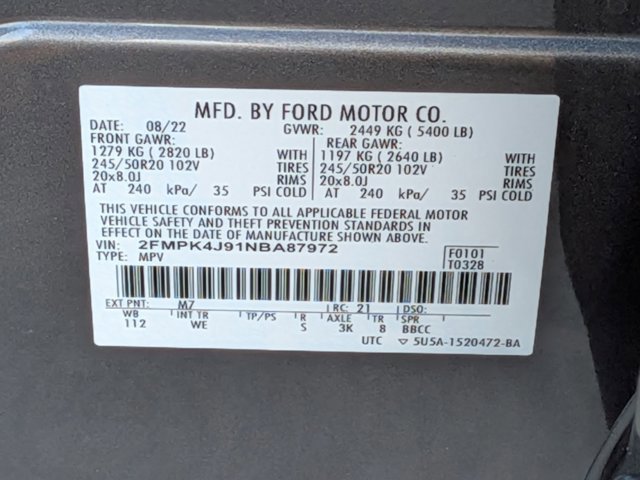 MFD. BY FORD MOTOR CO.
DATE: 08/22 GVWR: 2449 KG ( 5400 LB)
FRONT GAWR: REAR GAWR:
1279 KG ( 2820 LB) WITH 1197 KG ( 2640 LB) WITH
245/50R20 102V TIRES 245/50R20 102V TIRES
20x8.0J RIMS 20x8.0J RIMS
AT 240 kPa/ 35 PSI COLD AT 240 kPa/ 35 PSI COLD
THIS VEHICLE CONFORMS TO ALL APPLICABLE FEDERAL MOTOR
VEHICLE SAFETY AND THEFT PREVENTION STANDARDS IN
EFFECT ON THE DATE OF MANUFACTURE SHOWN ABOVE.
VIN: 2FMPK4J91NBA87972 F0101
TYPE: MPV T0328
EXT PNT: M7 RC: 21 DSO:
WB INT TR TP/PS R AXLE TR SPR
112 WE S 3K 8 BBCC
UTC ▽ 5U5A-1520472-BA